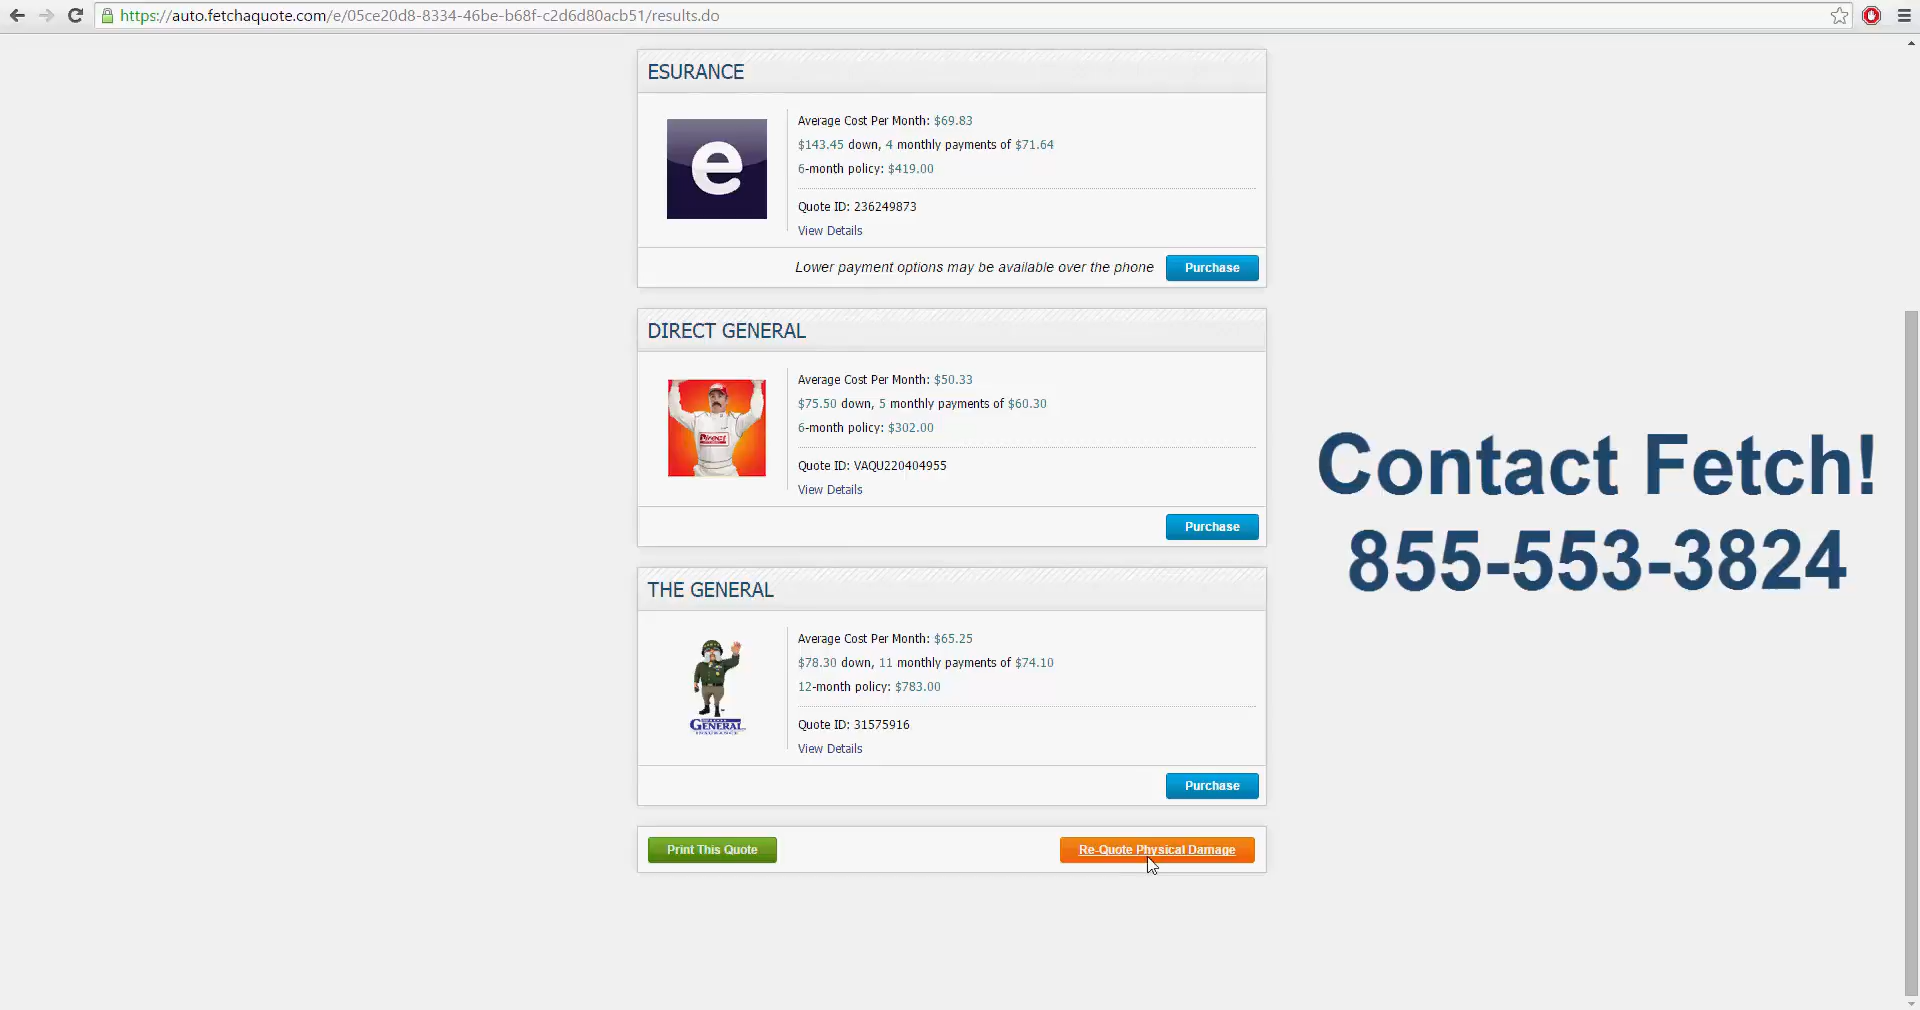 https://auto.fetchaquote.com/e/05ce20d8-8334-46be-b68f-c2d6d80acb51/results.do
ESURANCE
e
Average Cost Per Month: $69.83
$143.45 down, 4 monthly payments of $71.64
6-month policy: $419.00
Quote ID: 236249873
View Details
Lower payment options may be available over the phone
Purchase
DIRECT GENERAL
Direct
Average Cost Per Month: $50.33
$75.50 down, 5 monthly payments of $60.30
6-month policy: $302.00
Quote ID: VAQU220404955
View Details
Purchase
THE GENERAL
GENERAL
INSURANCE
Average Cost Per Month: $65.25
$78.30 down, 11 monthly payments of $74.10
12-month policy: $783.00
Quote ID: 31575916
View Details
Purchase
Print This Quote
Re-Quote Physical Damage
Contact Fetch!
855-553-3824